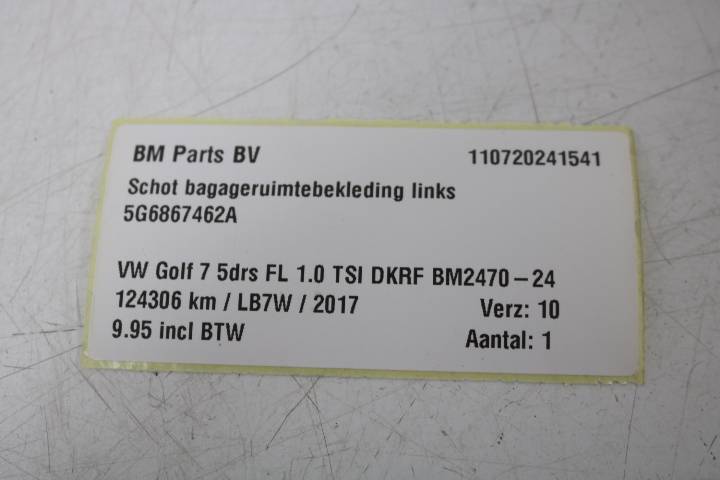 BM Parts BV 110720241541
Schot bagageruimtebekleding links
5G6867462A
VW Golf 7 5drs FL 1.0 TSI DKRF BM2470-24
124306 km / LB7W / 2017 Verz: 10
9.95 incl BTW Aantal: 1